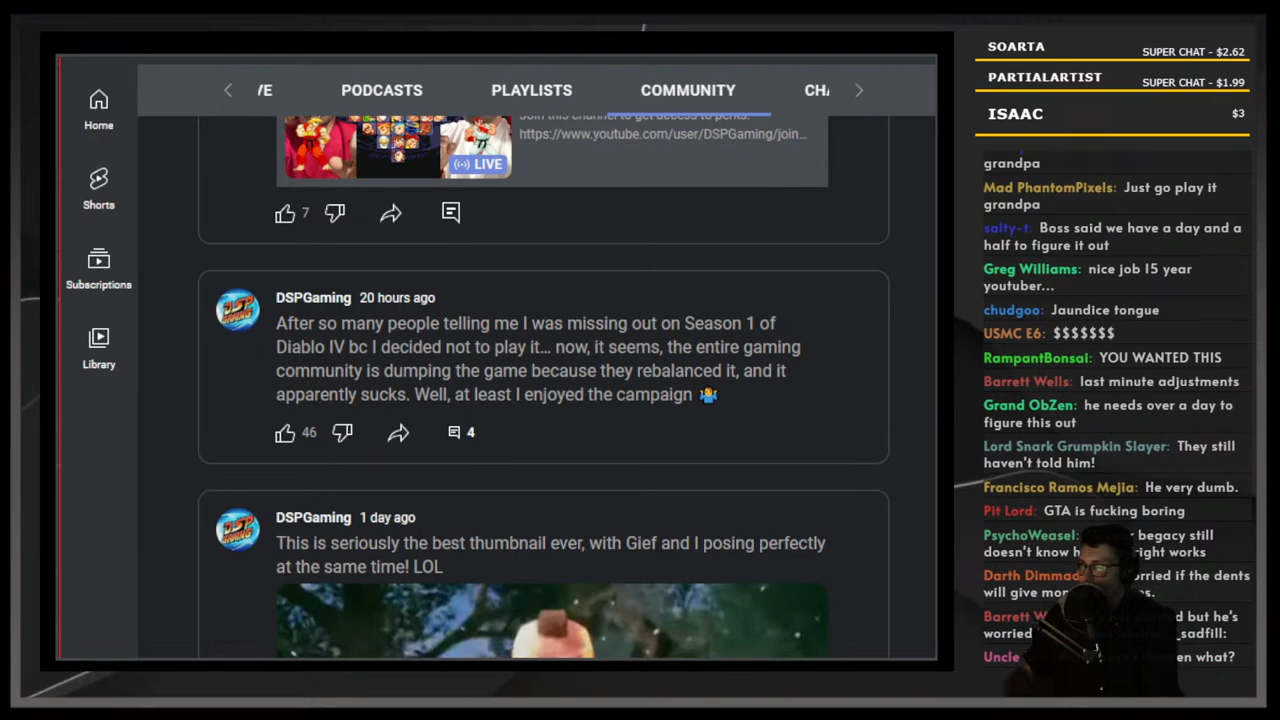 Home
Shorts
Subscriptions
Library
VE
PODCASTS
PLAYLISTS
COMMUNITY
CHA
Join this channel to get access to perks:
https://www.youtube.com/user/DSPGaming/join...
LIVE
7
DSPGaming 20 hours ago
After so many people telling me I was missing out on Season 1 of
Diablo IV bc I decided not to play it... now, it seems, the entire gaming
community is dumping the game because they rebalanced it, and it
apparently sucks. Well, at least I enjoyed the campaign 🤷
46
4
DSPGaming 1 day ago
This is seriously the best thumbnail ever, with Gief and I posing perfectly
at the same time! LOL
SOARTA SUPER CHAT - $2.62
PARTIALARTIST SUPER CHAT - $1.99
ISAAC $3
grandpa
Mad PhantomPixels: Just go play it
grandpa
salty-t: Boss said we have a day and a
half to figure it out
Greg Williams: nice job 15 year
youtuber...
chudgoo: Jaundice tongue
USMC E6: $$$$$$$
RampantBonsai: YOU WANTED THIS
Barrett Wells: last minute adjustments
Grand ObZen: he needs over a day to
figure this out
Lord Snark Grumpkin Slayer: They still
haven't told him!
Francisco Ramos Mejia: He very dumb.
Pit Lord: GTA is fucking boring
PsychoWeasel: begacy still
doesn't know right works
Darth Dimmad if the dents
will give
Barrett W but he's
worried _sadfill:
Uncle what?